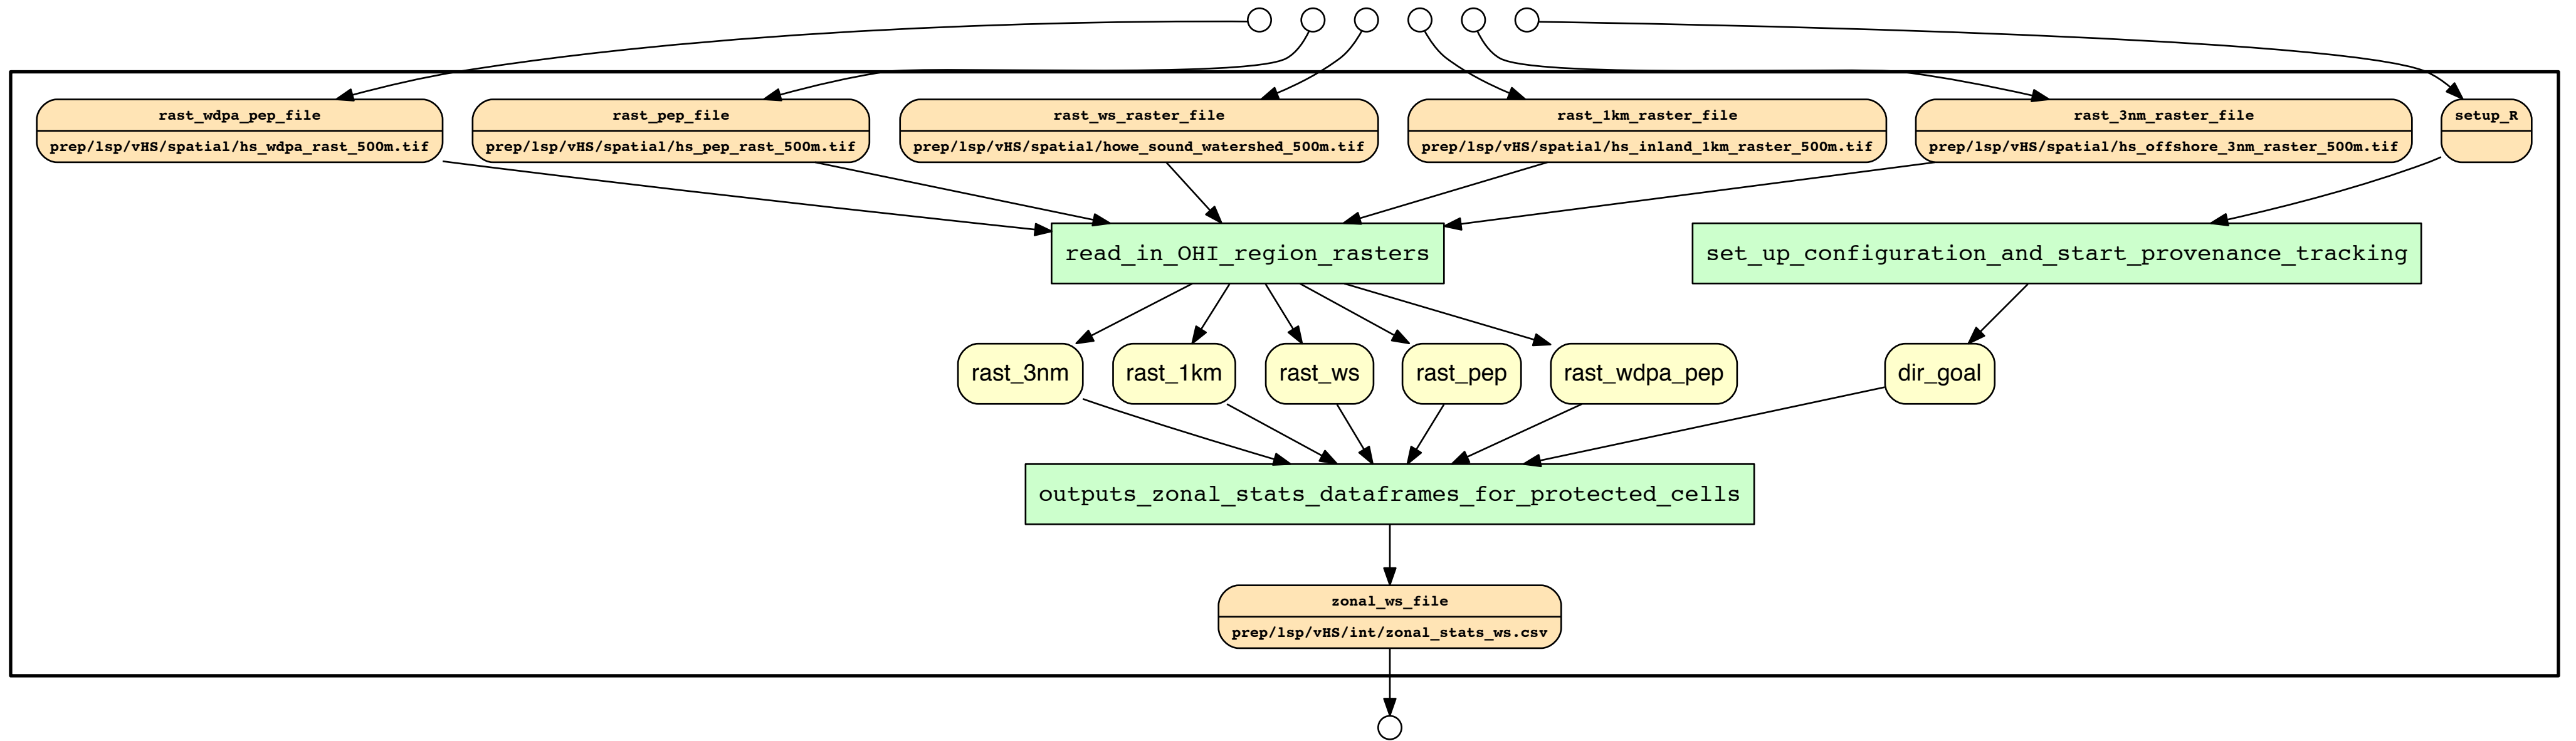 rast_wdpa_pep_file
prep/lsp/vHS/spatial/hs_wdpa_rast_500m.tif
rast_pep_file
prep/lsp/vHS/spatial/hs_pep_rast_500m.tif
rast_ws_raster_file
prep/lsp/vHS/spatial/howe_sound_watershed_500m.tif
rast_1km_raster_file
prep/lsp/vHS/spatial/hs_inland_1km_raster_500m.tif
rast_3nm_raster_file
prep/lsp/vHS/spatial/hs_offshore_3nm_raster_500m.tif
setup_R
read_in_OHI_region_rasters
set_up_configuration_and_start_provenance_tracking
rast_3nm
rast_1km
rast_ws
rast_pep
rast_wdpa_pep
dir_goal
outputs_zonal_stats_dataframes_for_protected_cells
zonal_ws_file
prep/lsp/vHS/int/zonal_stats_ws.csv